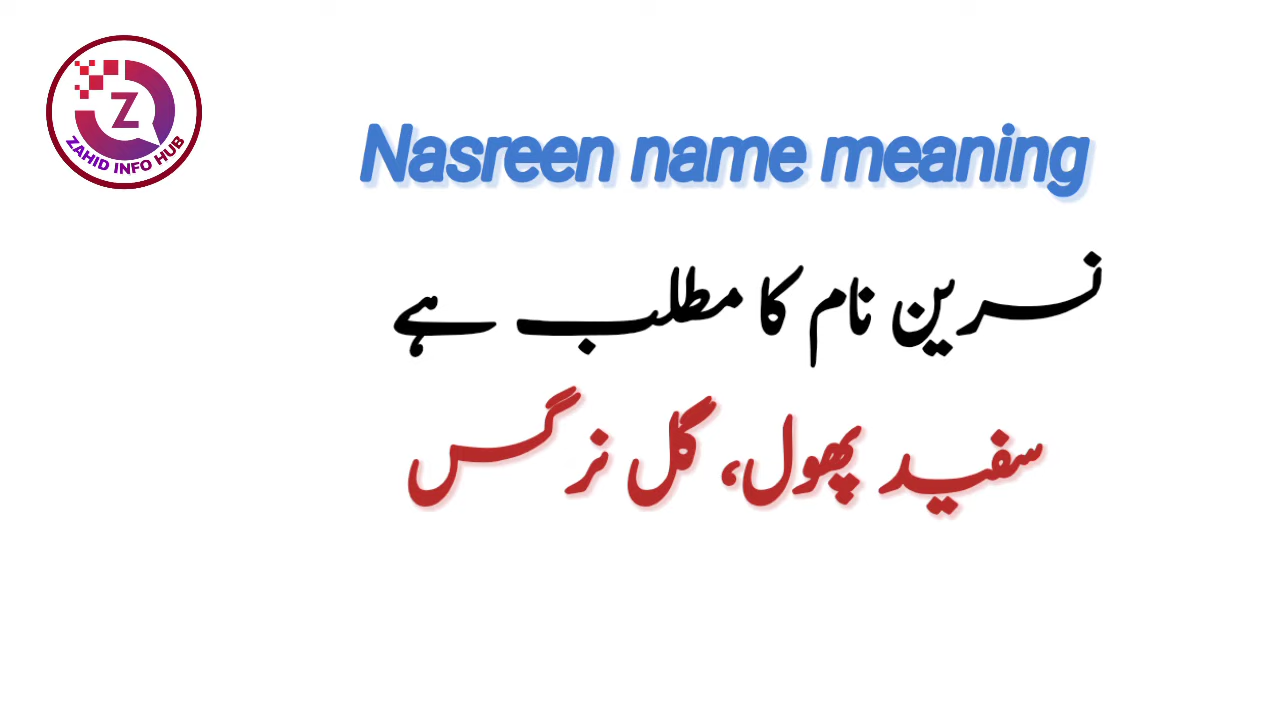 Z
ZAHID INFO HUB
Nasreen name meaning
نسرین نام کا مطلب ہے
سفید پھول، گل نرگس